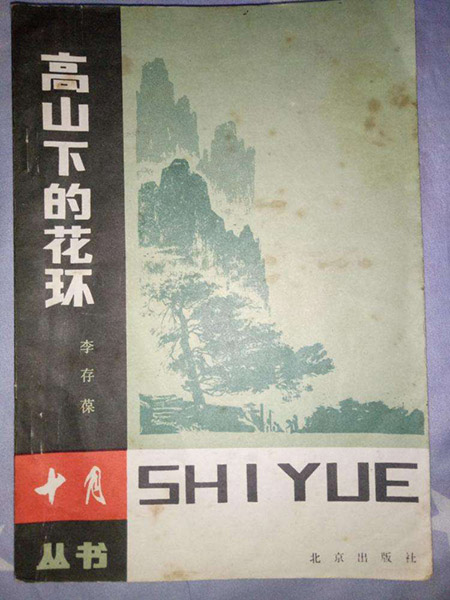 高山下的花环
李存葆
十月
SHIYUE
丛书
北京出版社